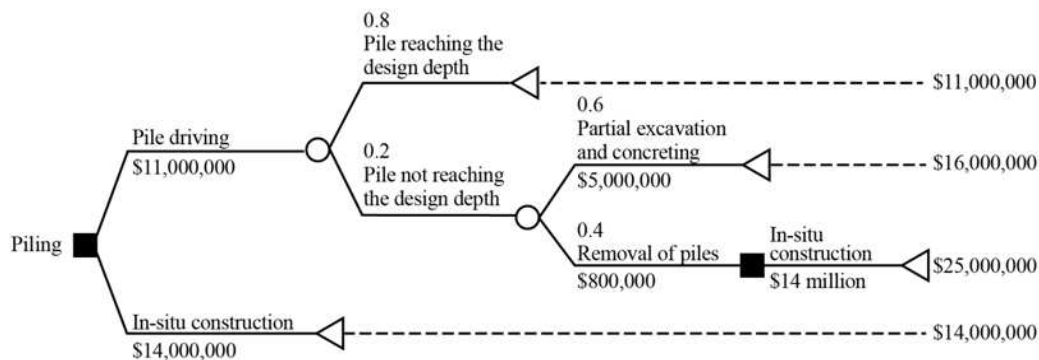 0.8
Pile reaching the
design depth
$11,000,000
0.6
Partial excavation
and concreting
$5,000,000
$16,000,000
Pile driving
$11,000,000
0.2
Pile not reaching
the design depth
0.4
Removal of piles
$800,000
In-situ
construction
$14 million
$25,000,000
Piling
In-situ construction
$14,000,000
$14,000,000